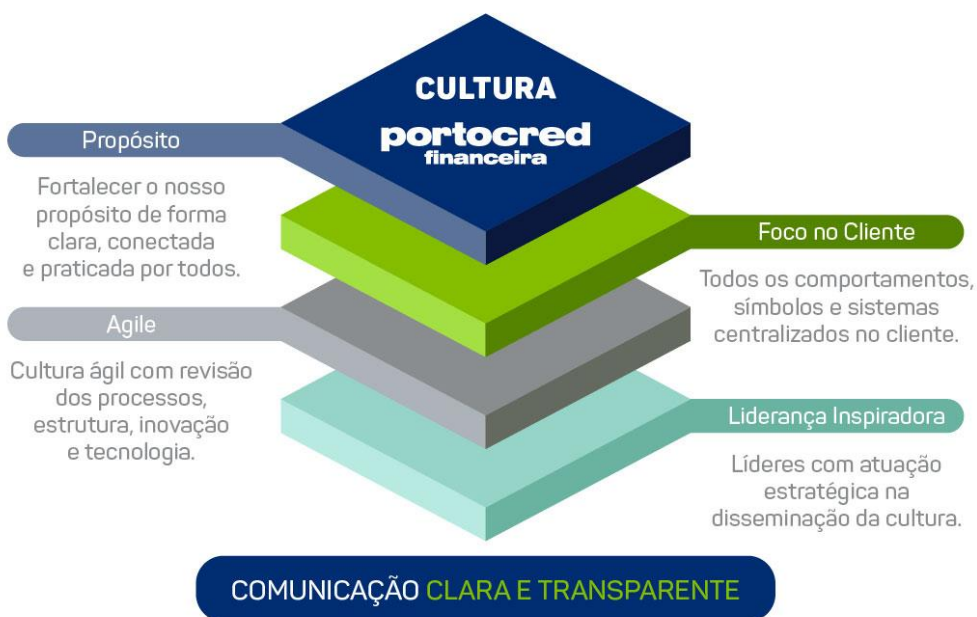 CULTURA
portocred
financeira
Propósito
Fortalecer o nosso
propósito de forma
clara, conectada
e praticada por todos.
Foco no Cliente
Todos os comportamentos,
símbolos e sistemas
centralizados no cliente.
Agile
Cultura ágil com revisão
dos processos,
estrutura, inovação
e tecnologia.
Liderança Inspiradora
Líderes com atuação
estratégica na
disseminação da cultura.
COMUNICAÇÃO CLARA E TRANSPARENTE